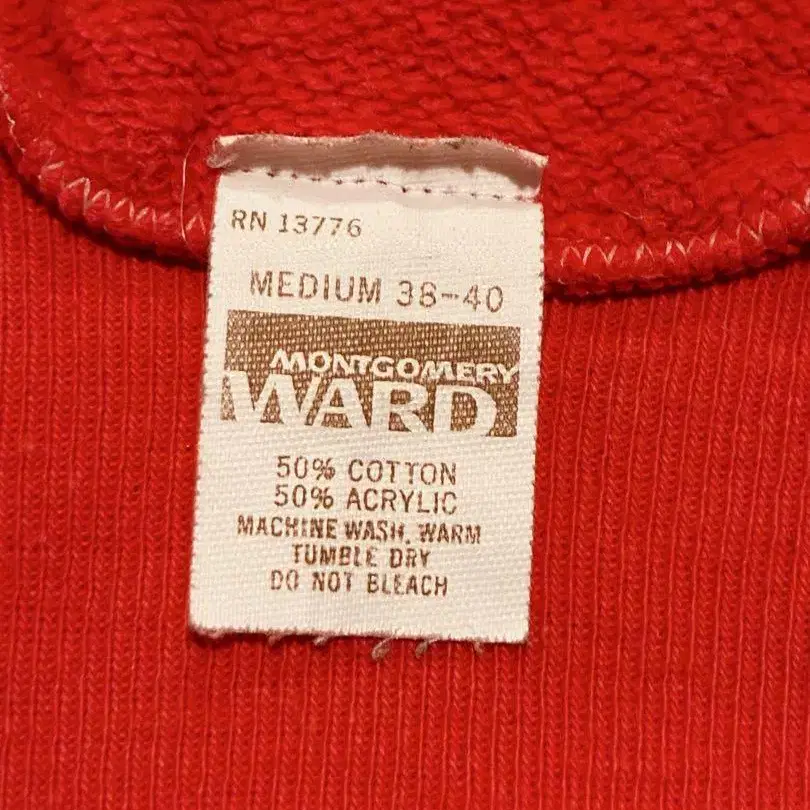 RN 13776
MEDIUM 38-40
MONTGOMERY
WARD
50% COTTON
50% ACRYLIC
MACHINE WASH, WARM
TUMBLE DRY
DO NOT BLEACH